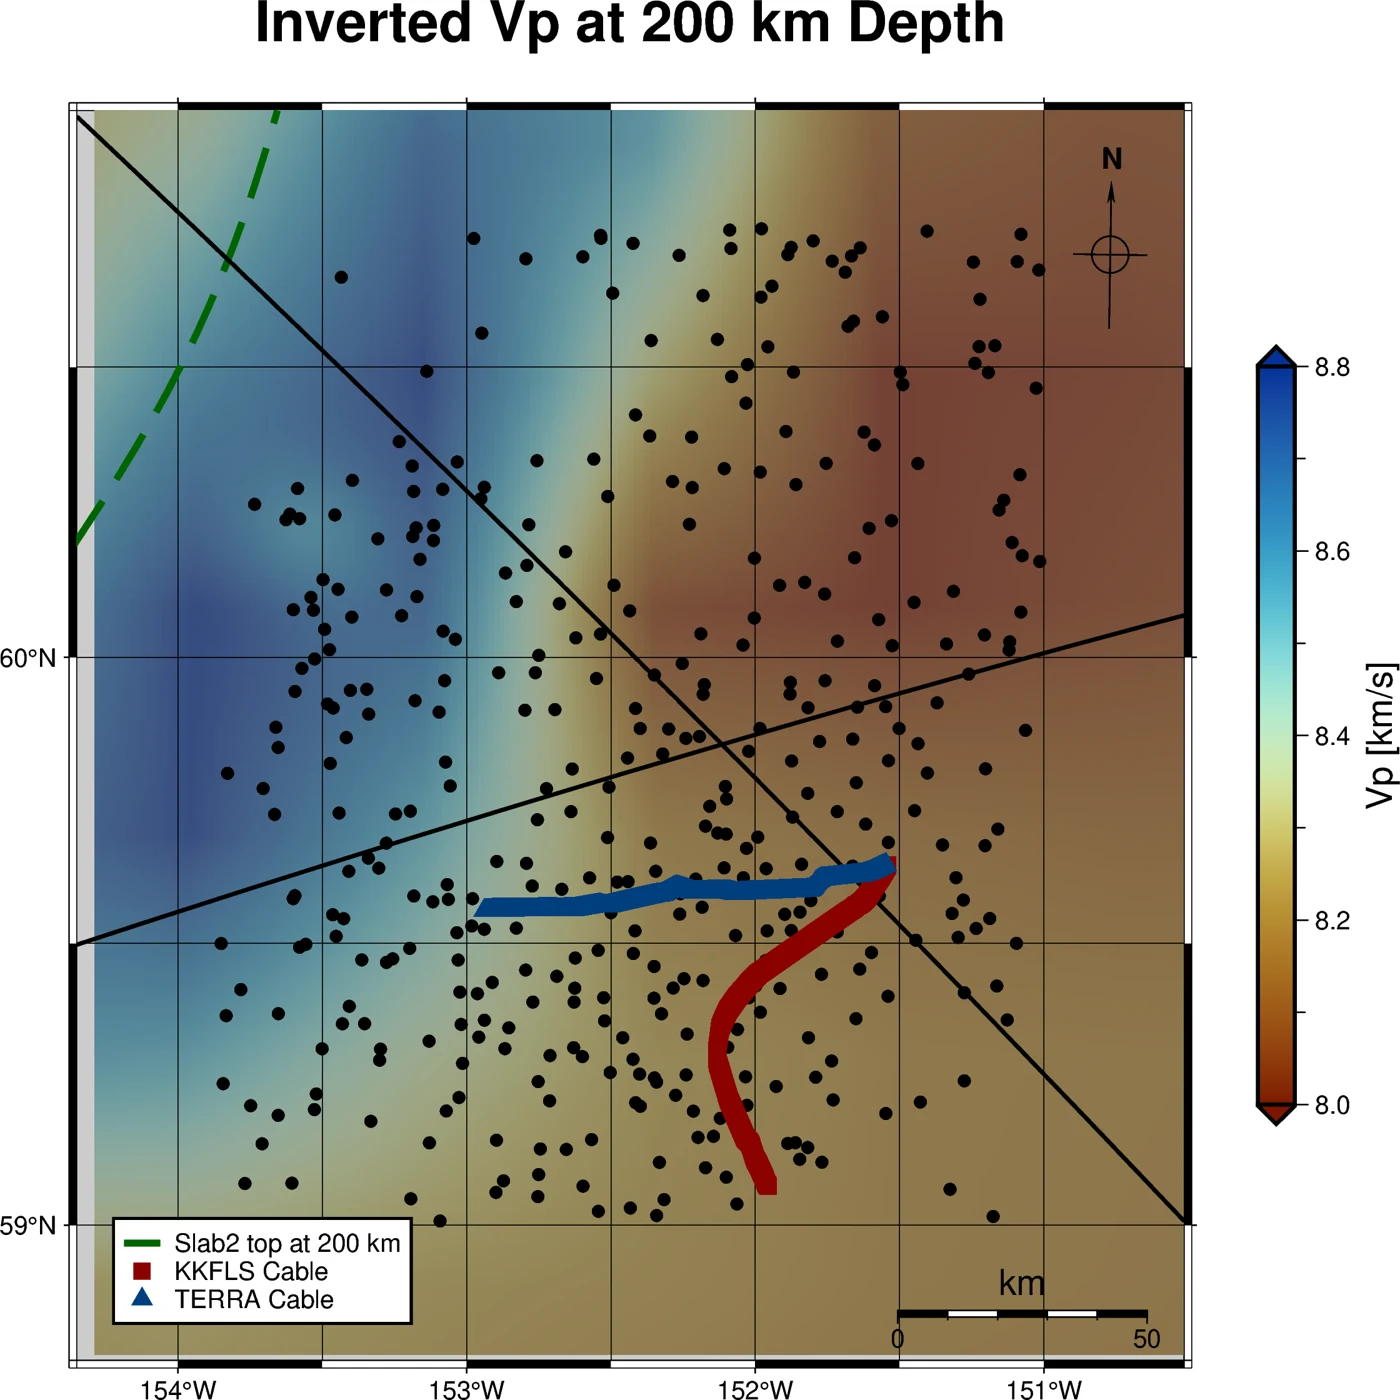 Inverted Vp at 200 km Depth
N
8.8
8.6
8.4
8.2
8.0
Vp [km/s]
60°N
59°N
Slab2 top at 200 km
KKFLS Cable
TERRA Cable
km
0 50
154°W 153°W 152°W 151°W